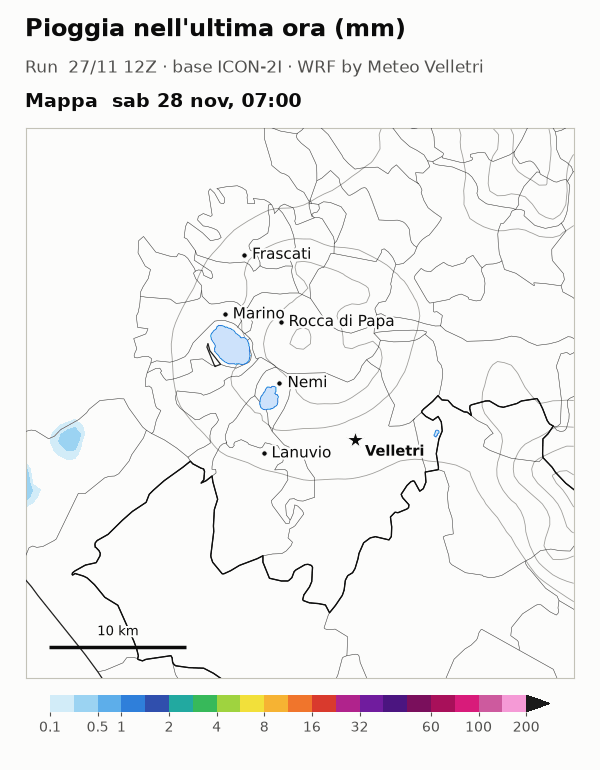 Pioggia nell'ultima ora (mm)
Run 27/11 12Z · base ICON-2I · WRF by Meteo Velletri
Mappa sab 28 nov, 07:00
Frascati
Marino
Rocca di Papa
Nemi
Velletri
Lanuvio
10 km
0.1 0.5 1 2 4 8 16 32 60 100 200